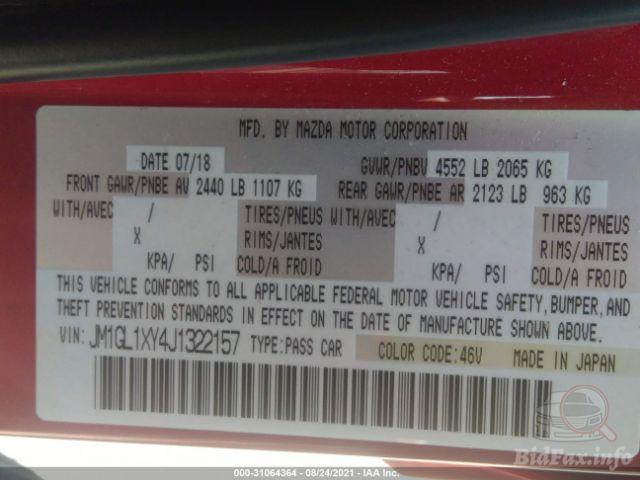 MFD. BY MAZDA MOTOR CORPORATION
DATE 07/18 GVWR/PNBV 4552 LB 2065 KG
FRONT GAWR/PNBE AV 2440 LB 1107 KG REAR GAWR/PNBE AR 2123 LB 963 KG
WITH/AVEC / TIRES/PNEUS WITH/AVEC / TIRES/PNEUS
X RIMS/JANTES X RIMS/JANTES
KPA/ PSI COLD/A FROID KPA/ PSI COLD/A FROID
THIS VEHICLE CONFORMS TO ALL APPLICABLE FEDERAL MOTOR VEHICLE SAFETY, BUMPER, AND
THEFT PREVENTION STANDARDS IN EFFECT ON THE DATE OF MANUFACTURE SHOWN ABOVE.
VIN: JM1GL1XY4J1322157 TYPE:PASS CAR COLOR CODE:46V MADE IN JAPAN
BidFax.info
000-31064364 - 08/24/2021 - IAA Inc.